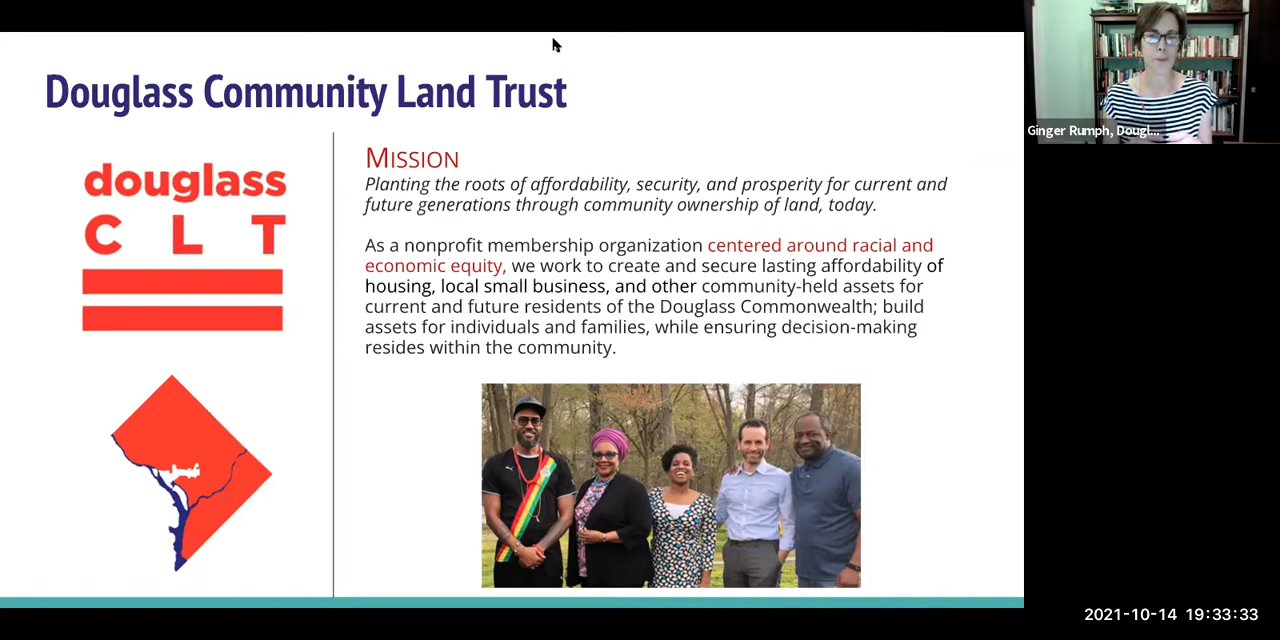 Douglass Community Land Trust
douglass
C L T
MISSION
Planting the roots of affordability, security, and prosperity for current and
future generations through community ownership of land, today.
As a nonprofit membership organization centered around racial and
economic equity, we work to create and secure lasting affordability of
housing, local small business, and other community-held assets for
current and future residents of the Douglass Commonwealth; build
assets for individuals and families, while ensuring decision-making
resides within the community.
Ginger Rumph, Dougl...
2021-10-14 19:33:33